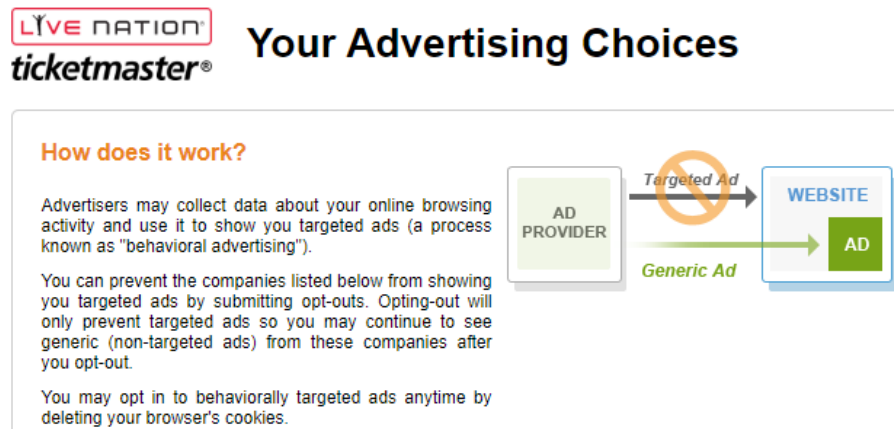 LIVE NATION®
ticketmaster®
Your Advertising Choices
How does it work?
Advertisers may collect data about your online browsing
activity and use it to show you targeted ads (a process
known as "behavioral advertising").
You can prevent the companies listed below from showing
you targeted ads by submitting opt-outs. Opting-out will
only prevent targeted ads so you may continue to see
generic (non-targeted ads) from these companies after
you opt-out.
You may opt in to behaviorally targeted ads anytime by
deleting your browser's cookies.
AD
PROVIDER
Targeted Ad
Generic Ad
WEBSITE
AD